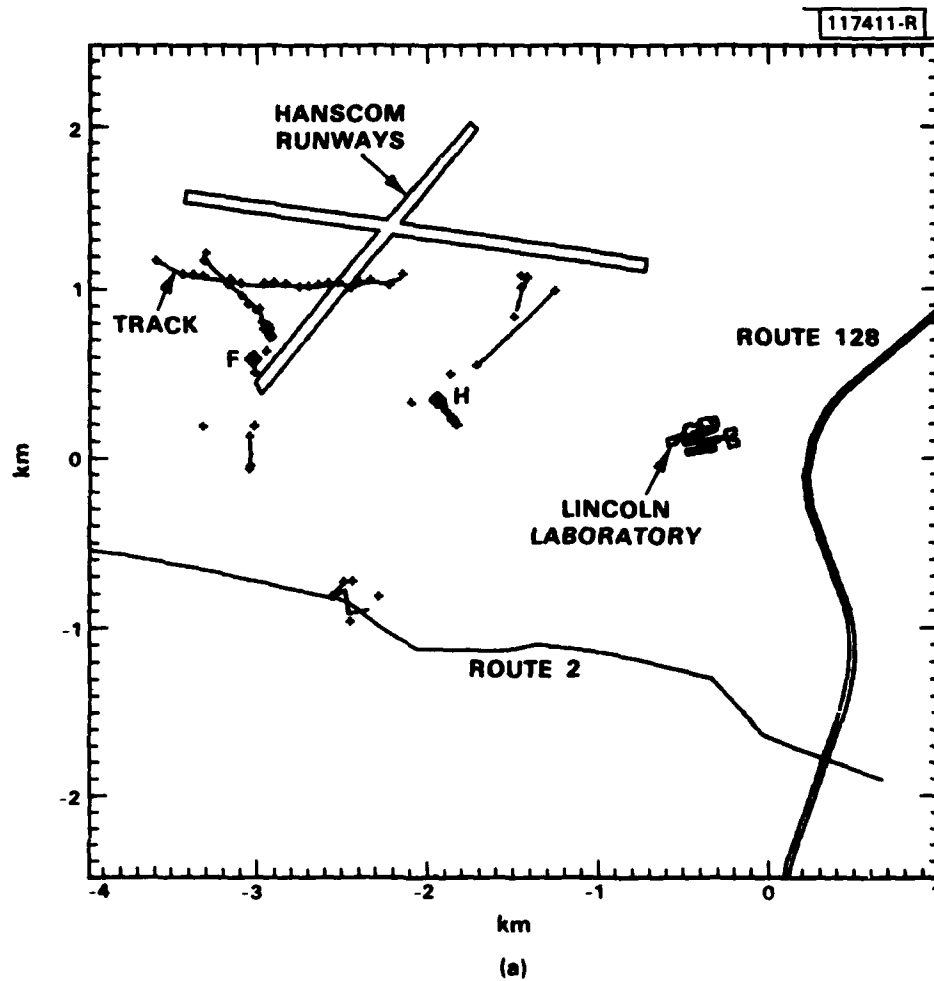 117411-R
HANSCOM
RUNWAYS
TRACK
F
H
ROUTE 128
LINCOLN
LABORATORY
ROUTE 2
km
2
1
0
-1
-2
-4
-3
-2
-1
0
km
(a)